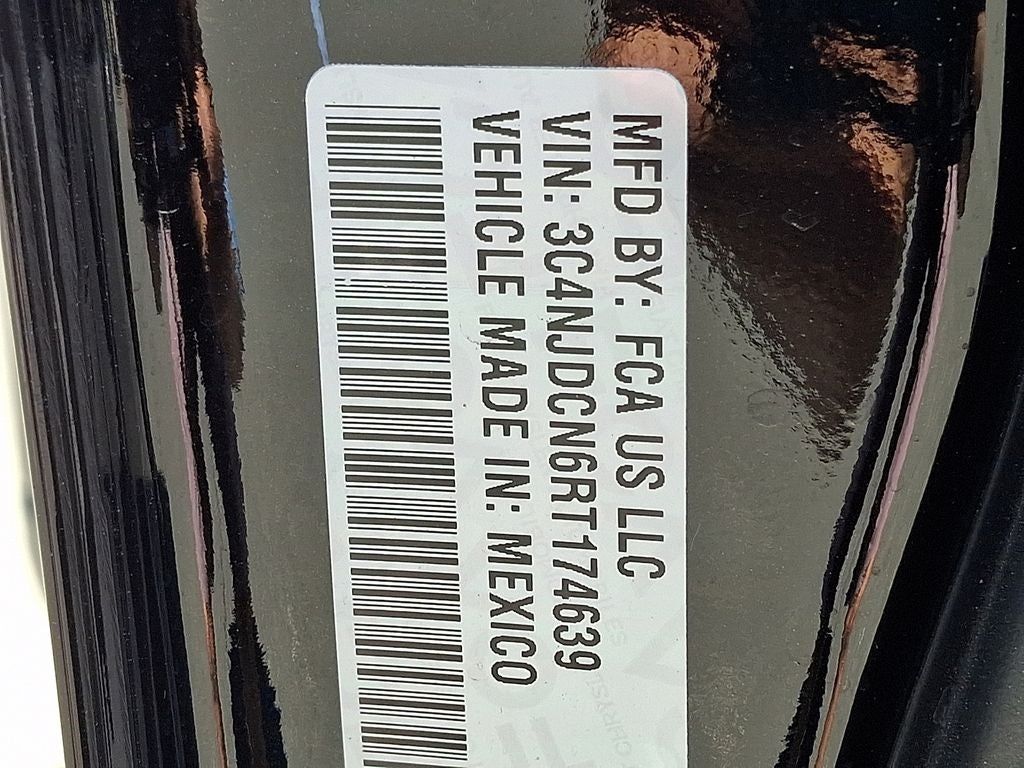 MFD BY: FCA US LLC
VIN: 3C4NJDCN6RT174639
VEHICLE MADE IN: MEXICO